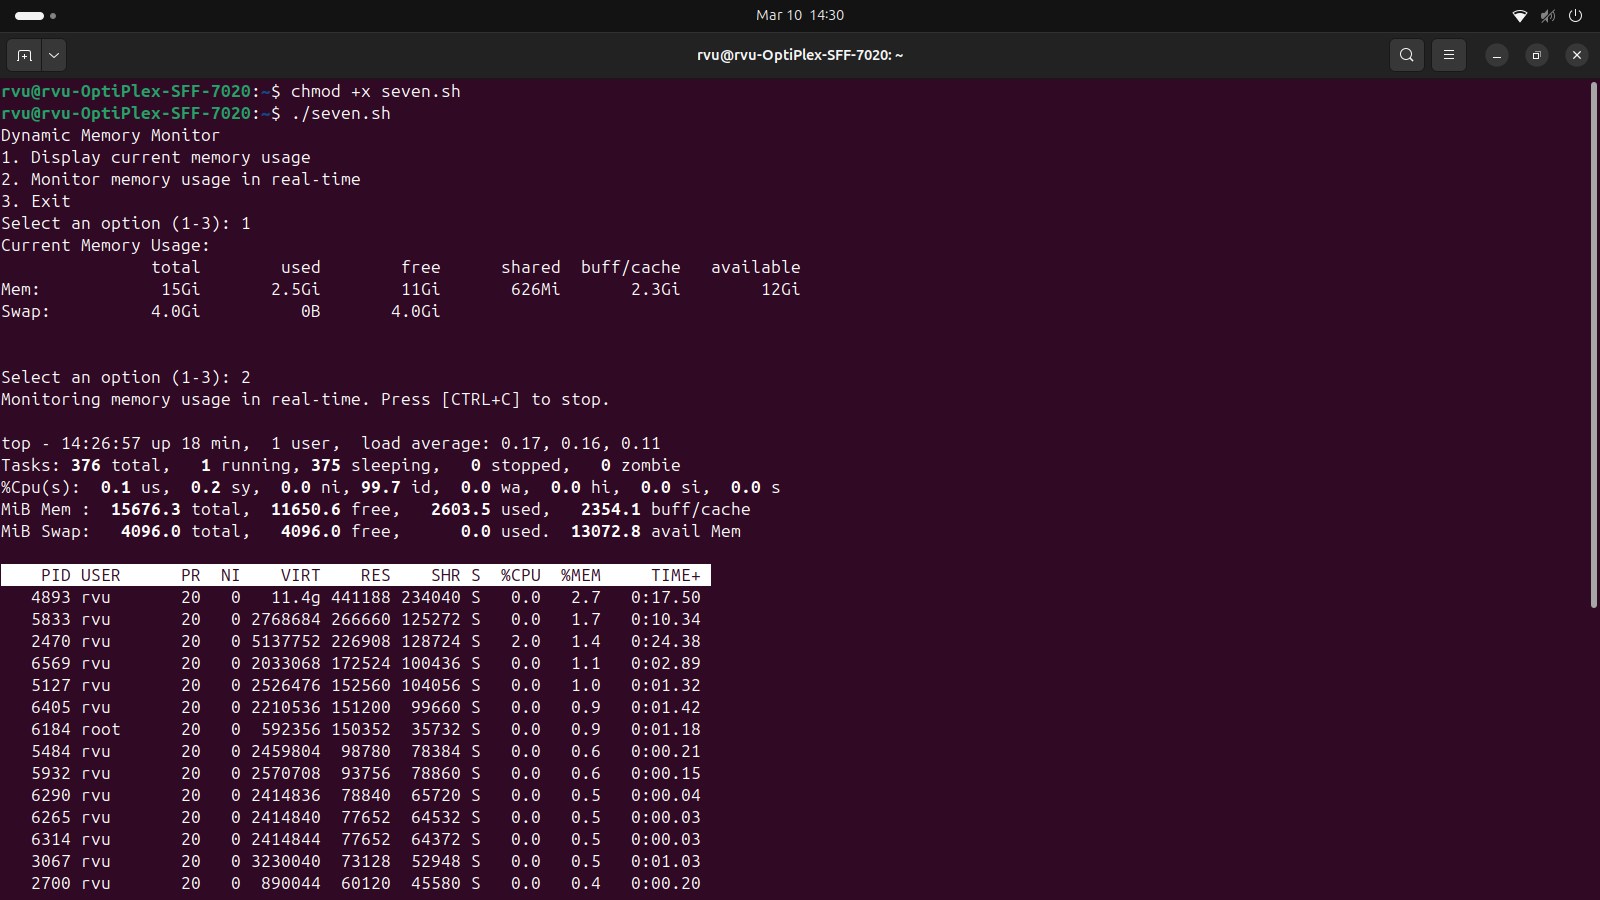 Mar 10  14:30
rvu@rvu-OptiPlex-SFF-7020: ~
rvu@rvu-OptiPlex-SFF-7020:~$ chmod +x seven.sh
rvu@rvu-OptiPlex-SFF-7020:~$ ./seven.sh
Dynamic Memory Monitor
1. Display current memory usage
2. Monitor memory usage in real-time
3. Exit
Select an option (1-3): 1
Current Memory Usage:
               total        used        free      shared  buff/cache   available
Mem:            15Gi       2.5Gi        11Gi       626Mi       2.3Gi        12Gi
Swap:          4.0Gi          0B       4.0Gi
Select an option (1-3): 2
Monitoring memory usage in real-time. Press [CTRL+C] to stop.
top - 14:26:57 up 18 min,  1 user,  load average: 0.17, 0.16, 0.11
Tasks: 376 total,   1 running, 375 sleeping,   0 stopped,   0 zombie
%Cpu(s):  0.1 us,  0.2 sy,  0.0 ni, 99.7 id,  0.0 wa,  0.0 hi,  0.0 si,  0.0 s
MiB Mem :  15676.3 total,  11650.6 free,   2603.5 used,   2354.1 buff/cache
MiB Swap:   4096.0 total,   4096.0 free,      0.0 used.  13072.8 avail Mem
    PID USER      PR  NI    VIRT    RES    SHR S  %CPU  %MEM     TIME+
   4893 rvu       20   0   11.4g 441188 234040 S   0.0   2.7   0:17.50
   5833 rvu       20   0 2768684 266660 125272 S   0.0   1.7   0:10.34
   2470 rvu       20   0 5137752 226908 128724 S   2.0   1.4   0:24.38
   6569 rvu       20   0 2033068 172524 100436 S   0.0   1.1   0:02.89
   5127 rvu       20   0 2526476 152560 104056 S   0.0   1.0   0:01.32
   6405 rvu       20   0 2210536 151200  99660 S   0.0   0.9   0:01.42
   6184 root      20   0  592356 150352  35732 S   0.0   0.9   0:01.18
   5484 rvu       20   0 2459804  98780  78384 S   0.0   0.6   0:00.21
   5932 rvu       20   0 2570708  93756  78860 S   0.0   0.6   0:00.15
   6290 rvu       20   0 2414836  78840  65720 S   0.0   0.5   0:00.04
   6265 rvu       20   0 2414840  77652  64532 S   0.0   0.5   0:00.03
   6314 rvu       20   0 2414844  77652  64372 S   0.0   0.5   0:00.03
   3067 rvu       20   0 3230040  73128  52948 S   0.0   0.5   0:01.03
   2700 rvu       20   0  890044  60120  45580 S   0.0   0.4   0:00.20